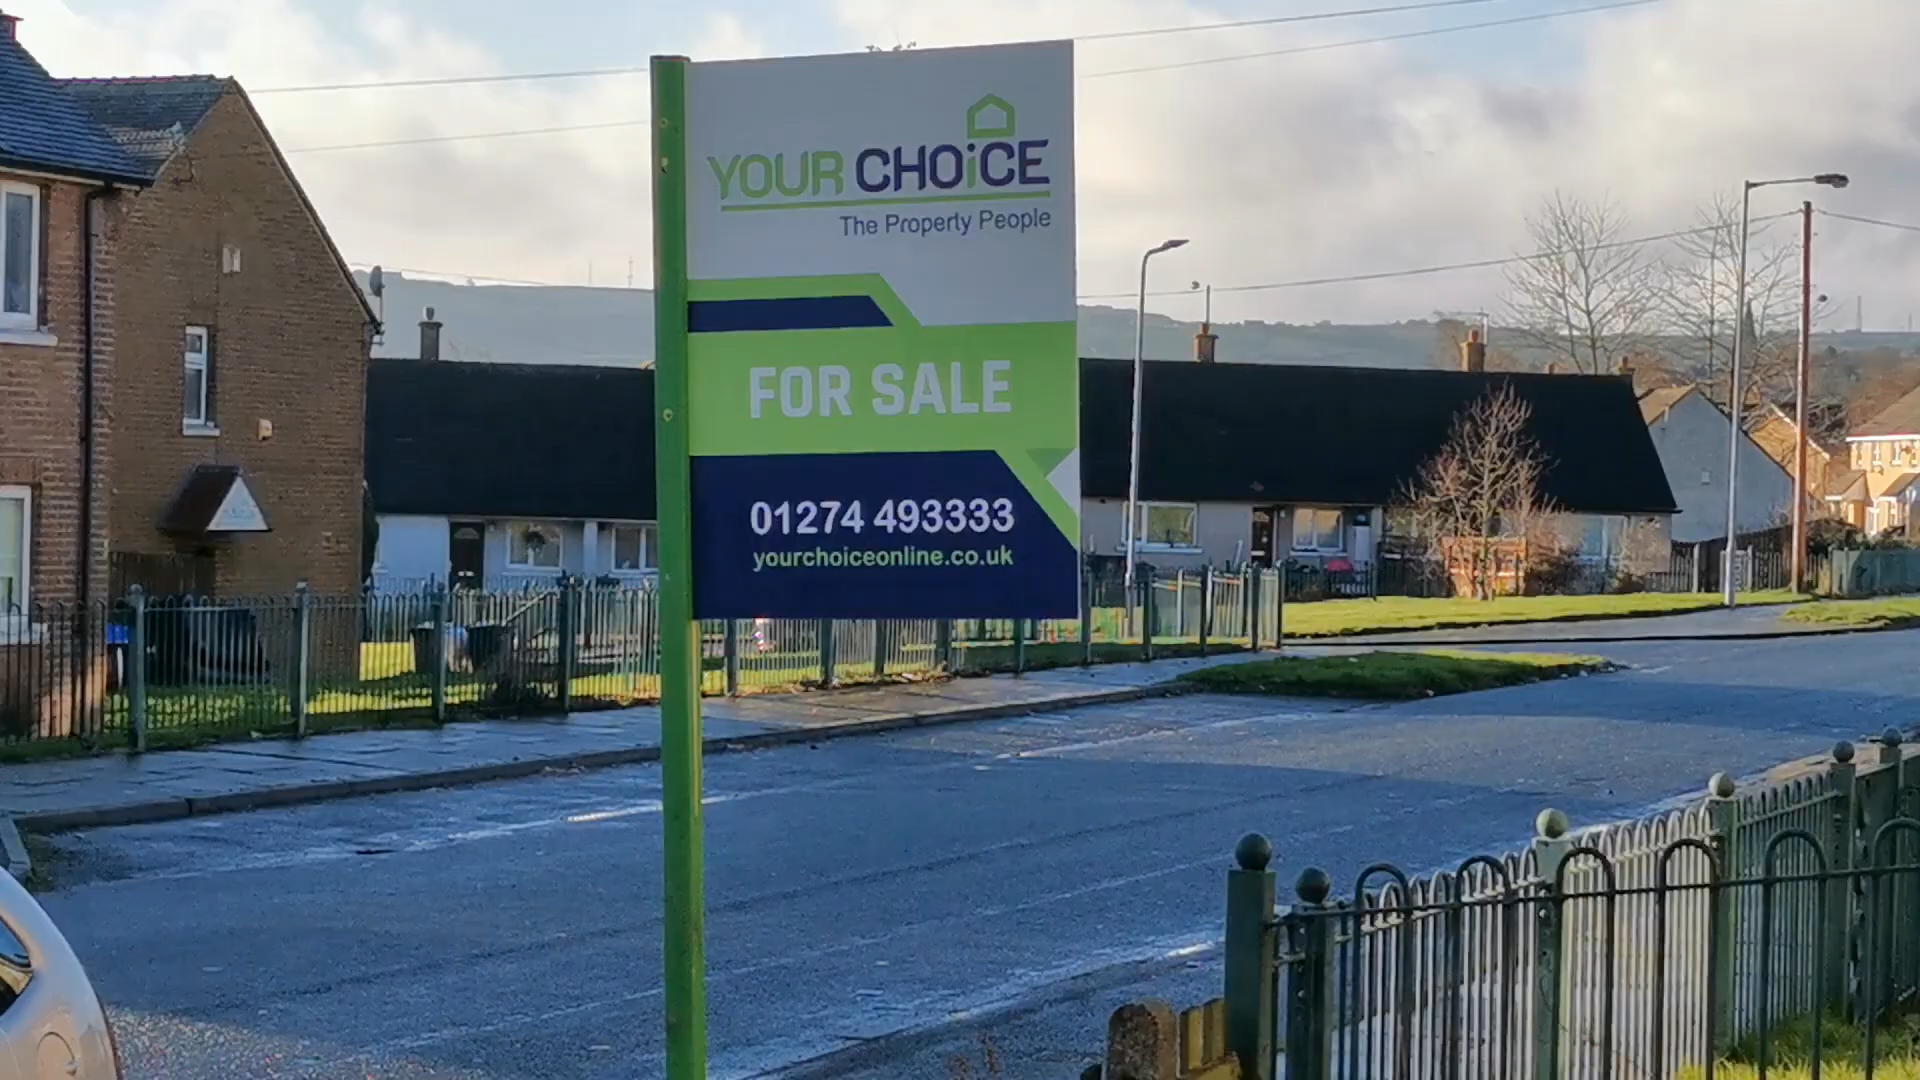 YOUR CHOiCE
The Property People
FOR SALE
01274 493333
yourchoiceonline.co.uk